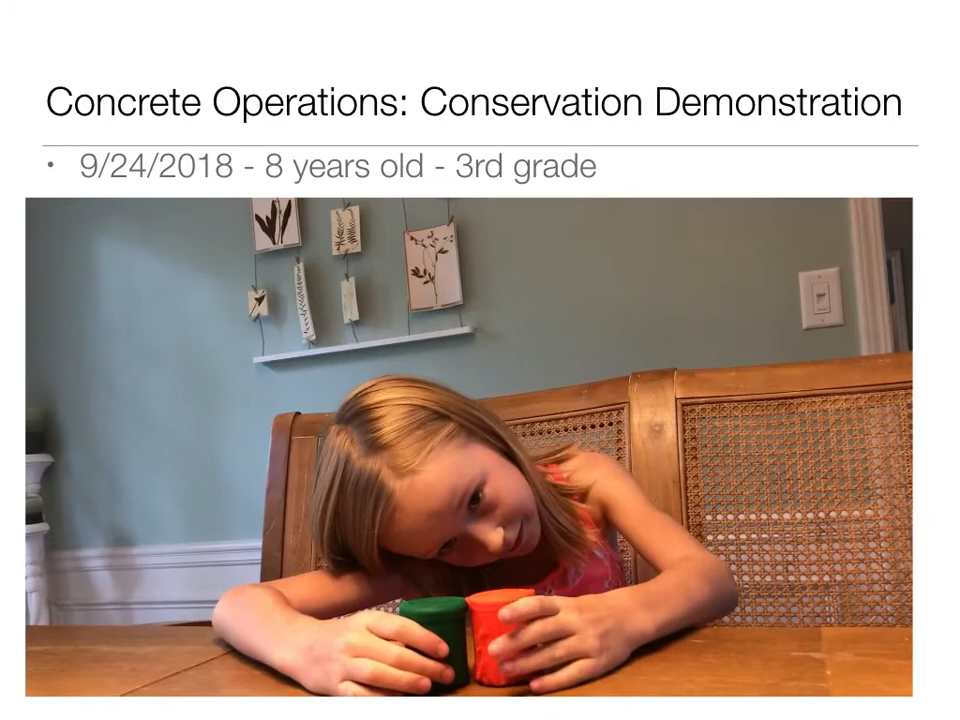 Concrete Operations: Conservation Demonstration
• 9/24/2018 - 8 years old - 3rd grade